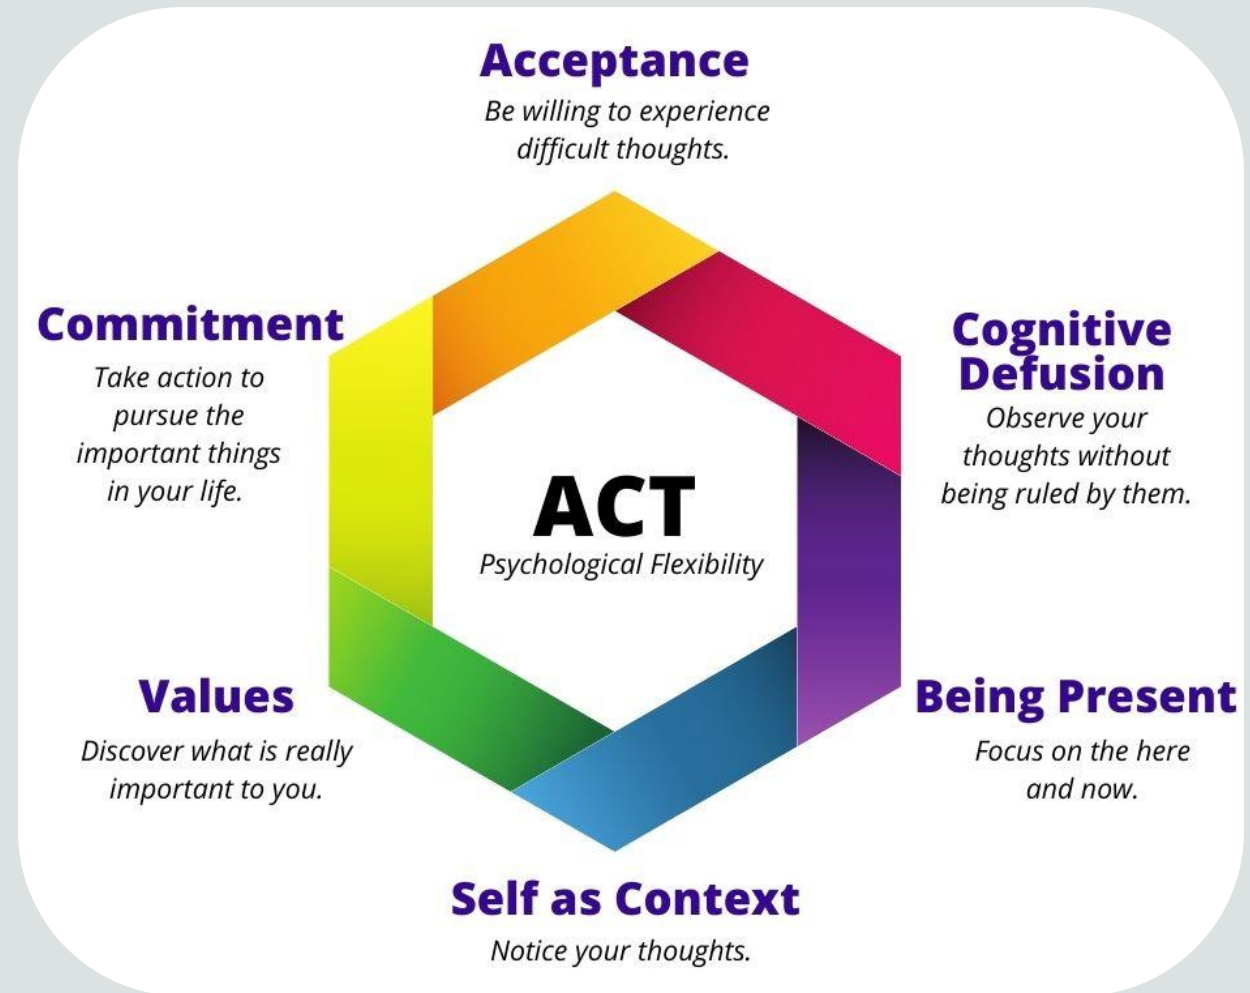 Acceptance
Be willing to experience
difficult thoughts.
Commitment
Take action to
pursue the
important things
in your life.
Cognitive
Defusion
Observe your
thoughts without
being ruled by them.
ACT
Psychological Flexibility
Values
Discover what is really
important to you.
Being Present
Focus on the here
and now.
Self as Context
Notice your thoughts.